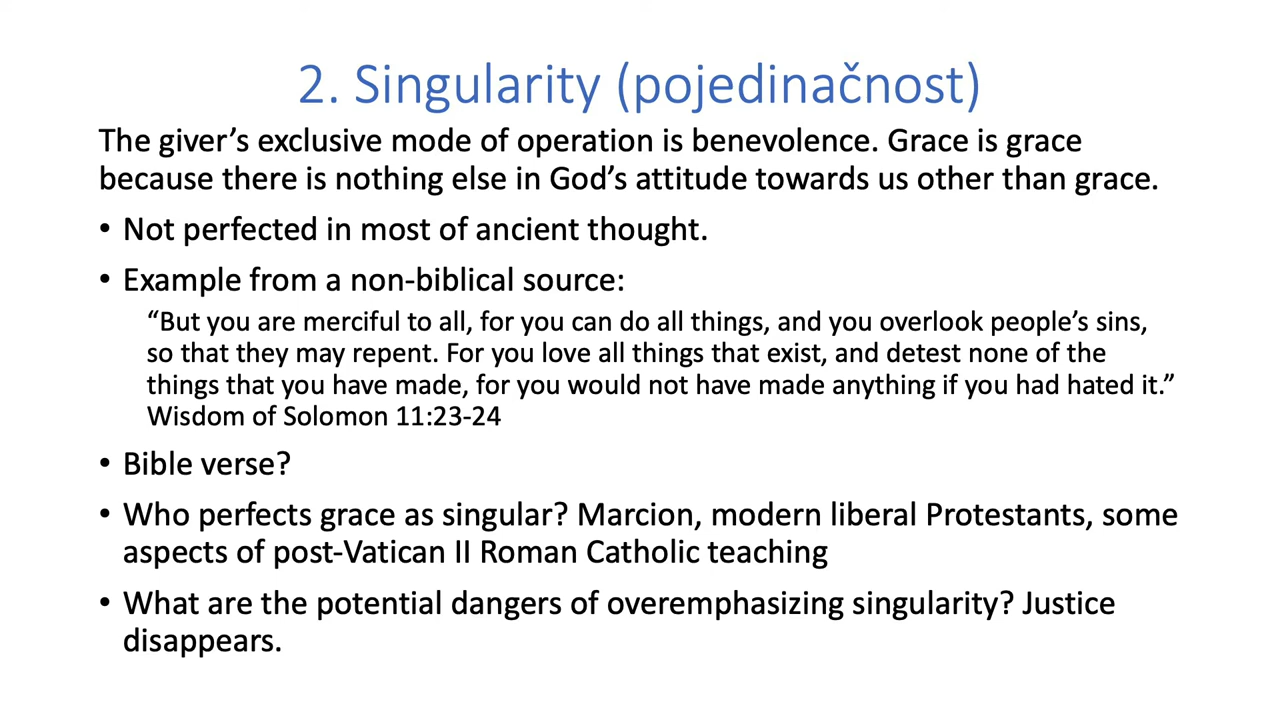 2. Singularity (pojedinačnost)
The giver’s exclusive mode of operation is benevolence. Grace is grace
because there is nothing else in God’s attitude towards us other than grace.
• Not perfected in most of ancient thought.
• Example from a non-biblical source:
“But you are merciful to all, for you can do all things, and you overlook people’s sins,
so that they may repent. For you love all things that exist, and detest none of the
things that you have made, for you would not have made anything if you had hated it.”
Wisdom of Solomon 11:23-24
• Bible verse?
• Who perfects grace as singular? Marcion, modern liberal Protestants, some
aspects of post-Vatican II Roman Catholic teaching
• What are the potential dangers of overemphasizing singularity? Justice
disappears.